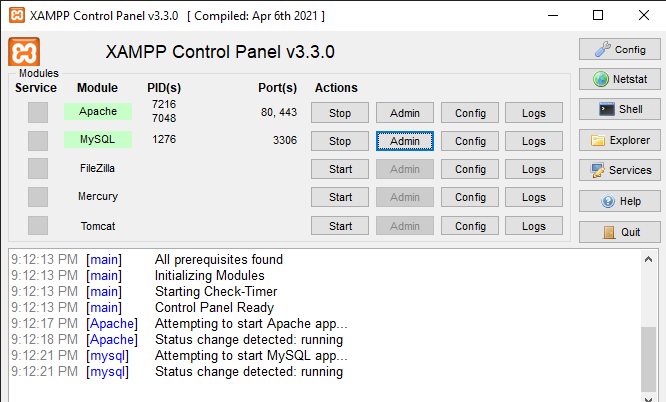 XAMPP Control Panel v3.3.0 [ Compiled: Apr 6th 2021 ]
XAMPP Control Panel v3.3.0
Config
Modules
Service Module PID(s) Port(s) Actions
Netstat
Apache 7216 7048 80, 443 Stop Admin Config Logs
Shell
MySQL 1276 3306 Stop Admin Config Logs
Explorer
FileZilla Start Admin Config Logs
Services
Mercury Start Admin Config Logs
Help
Tomcat Start Admin Config Logs
Quit
9:12:13 PM [main] All prerequisites found
9:12:13 PM [main] Initializing Modules
9:12:13 PM [main] Starting Check-Timer
9:12:13 PM [main] Control Panel Ready
9:12:17 PM [Apache] Attempting to start Apache app...
9:12:18 PM [Apache] Status change detected: running
9:12:21 PM [mysql] Attempting to start MySQL app...
9:12:21 PM [mysql] Status change detected: running